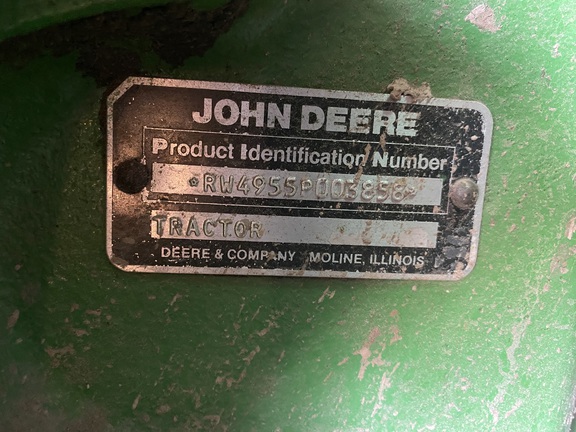 JOHN DEERE
Product Identification Number
*RW4955P003858*
TRACTOR
DEERE & COMPANY MOLINE, ILLINOIS